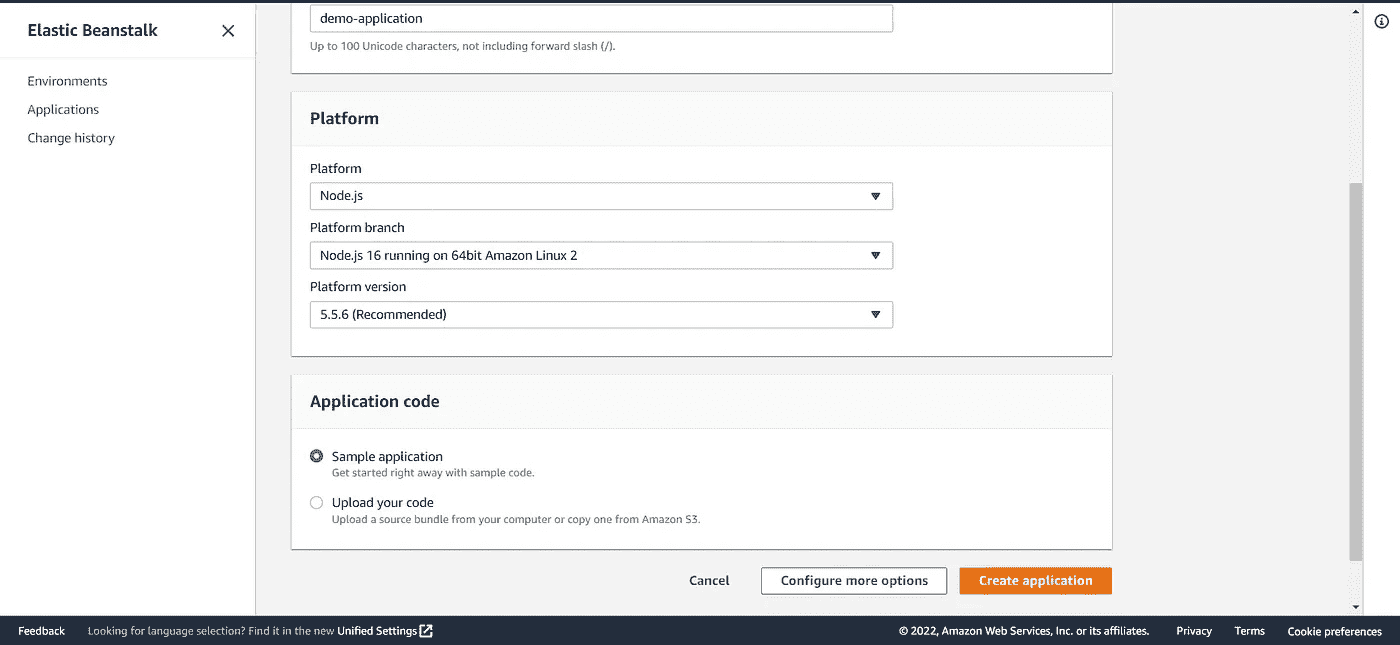 Elastic Beanstalk
Environments
Applications
Change history
demo-application
Up to 100 Unicode characters, not including forward slash (/).
Platform
Platform
Node.js
Platform branch
Node.js 16 running on 64bit Amazon Linux 2
Platform version
5.5.6 (Recommended)
Application code
Sample application
Get started right away with sample code.
Upload your code
Upload a source bundle from your computer or copy one from Amazon S3.
Cancel Configure more options Create application
Feedback Looking for language selection? Find it in the new Unified Settings © 2022, Amazon Web Services, Inc. or its affiliates. Privacy Terms Cookie preferences